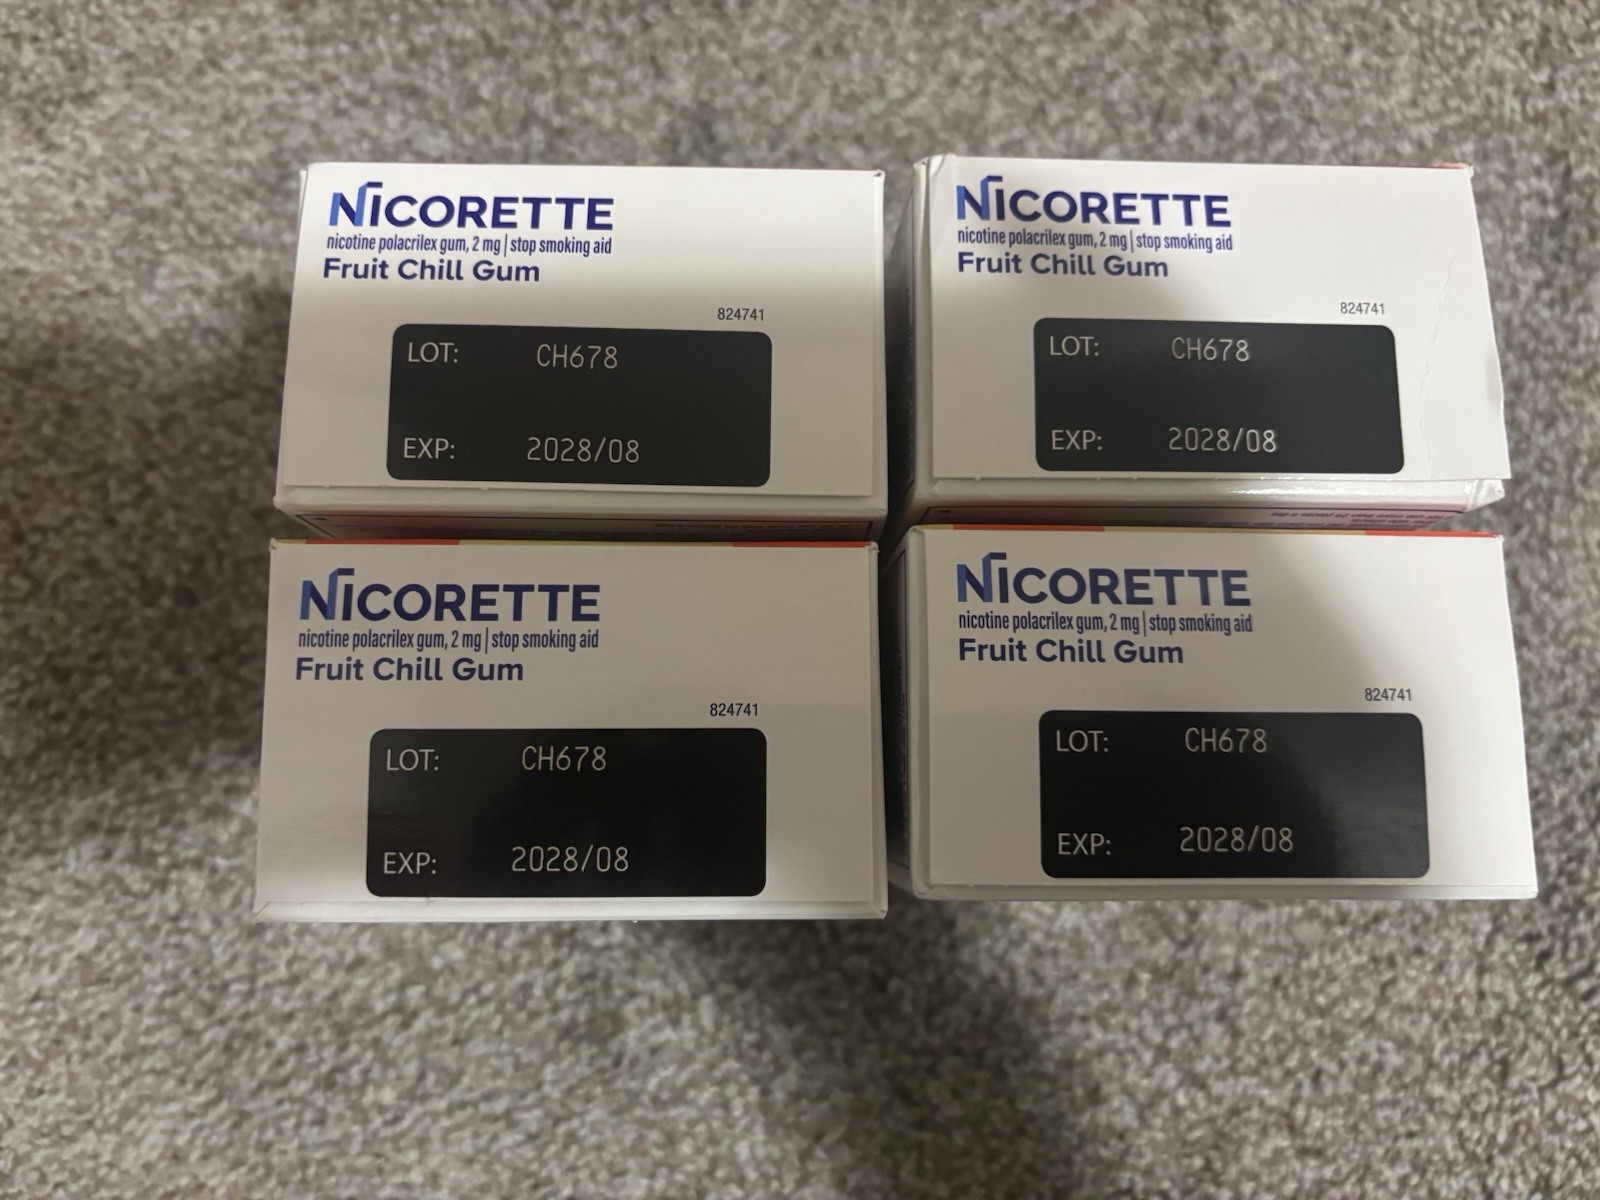 NICORETTE
nicotine polacrilex gum, 2 mg | stop smoking aid
Fruit Chill Gum
824741
LOT: CH678
EXP: 2028/08
NICORETTE
nicotine polacrilex gum, 2 mg | stop smoking aid
Fruit Chill Gum
824741
LOT: CH678
EXP: 2028/08
NICORETTE
nicotine polacrilex gum, 2 mg | stop smoking aid
Fruit Chill Gum
824741
LOT: CH678
EXP: 2028/08
NICORETTE
nicotine polacrilex gum, 2 mg | stop smoking aid
Fruit Chill Gum
824741
LOT: CH678
EXP: 2028/08